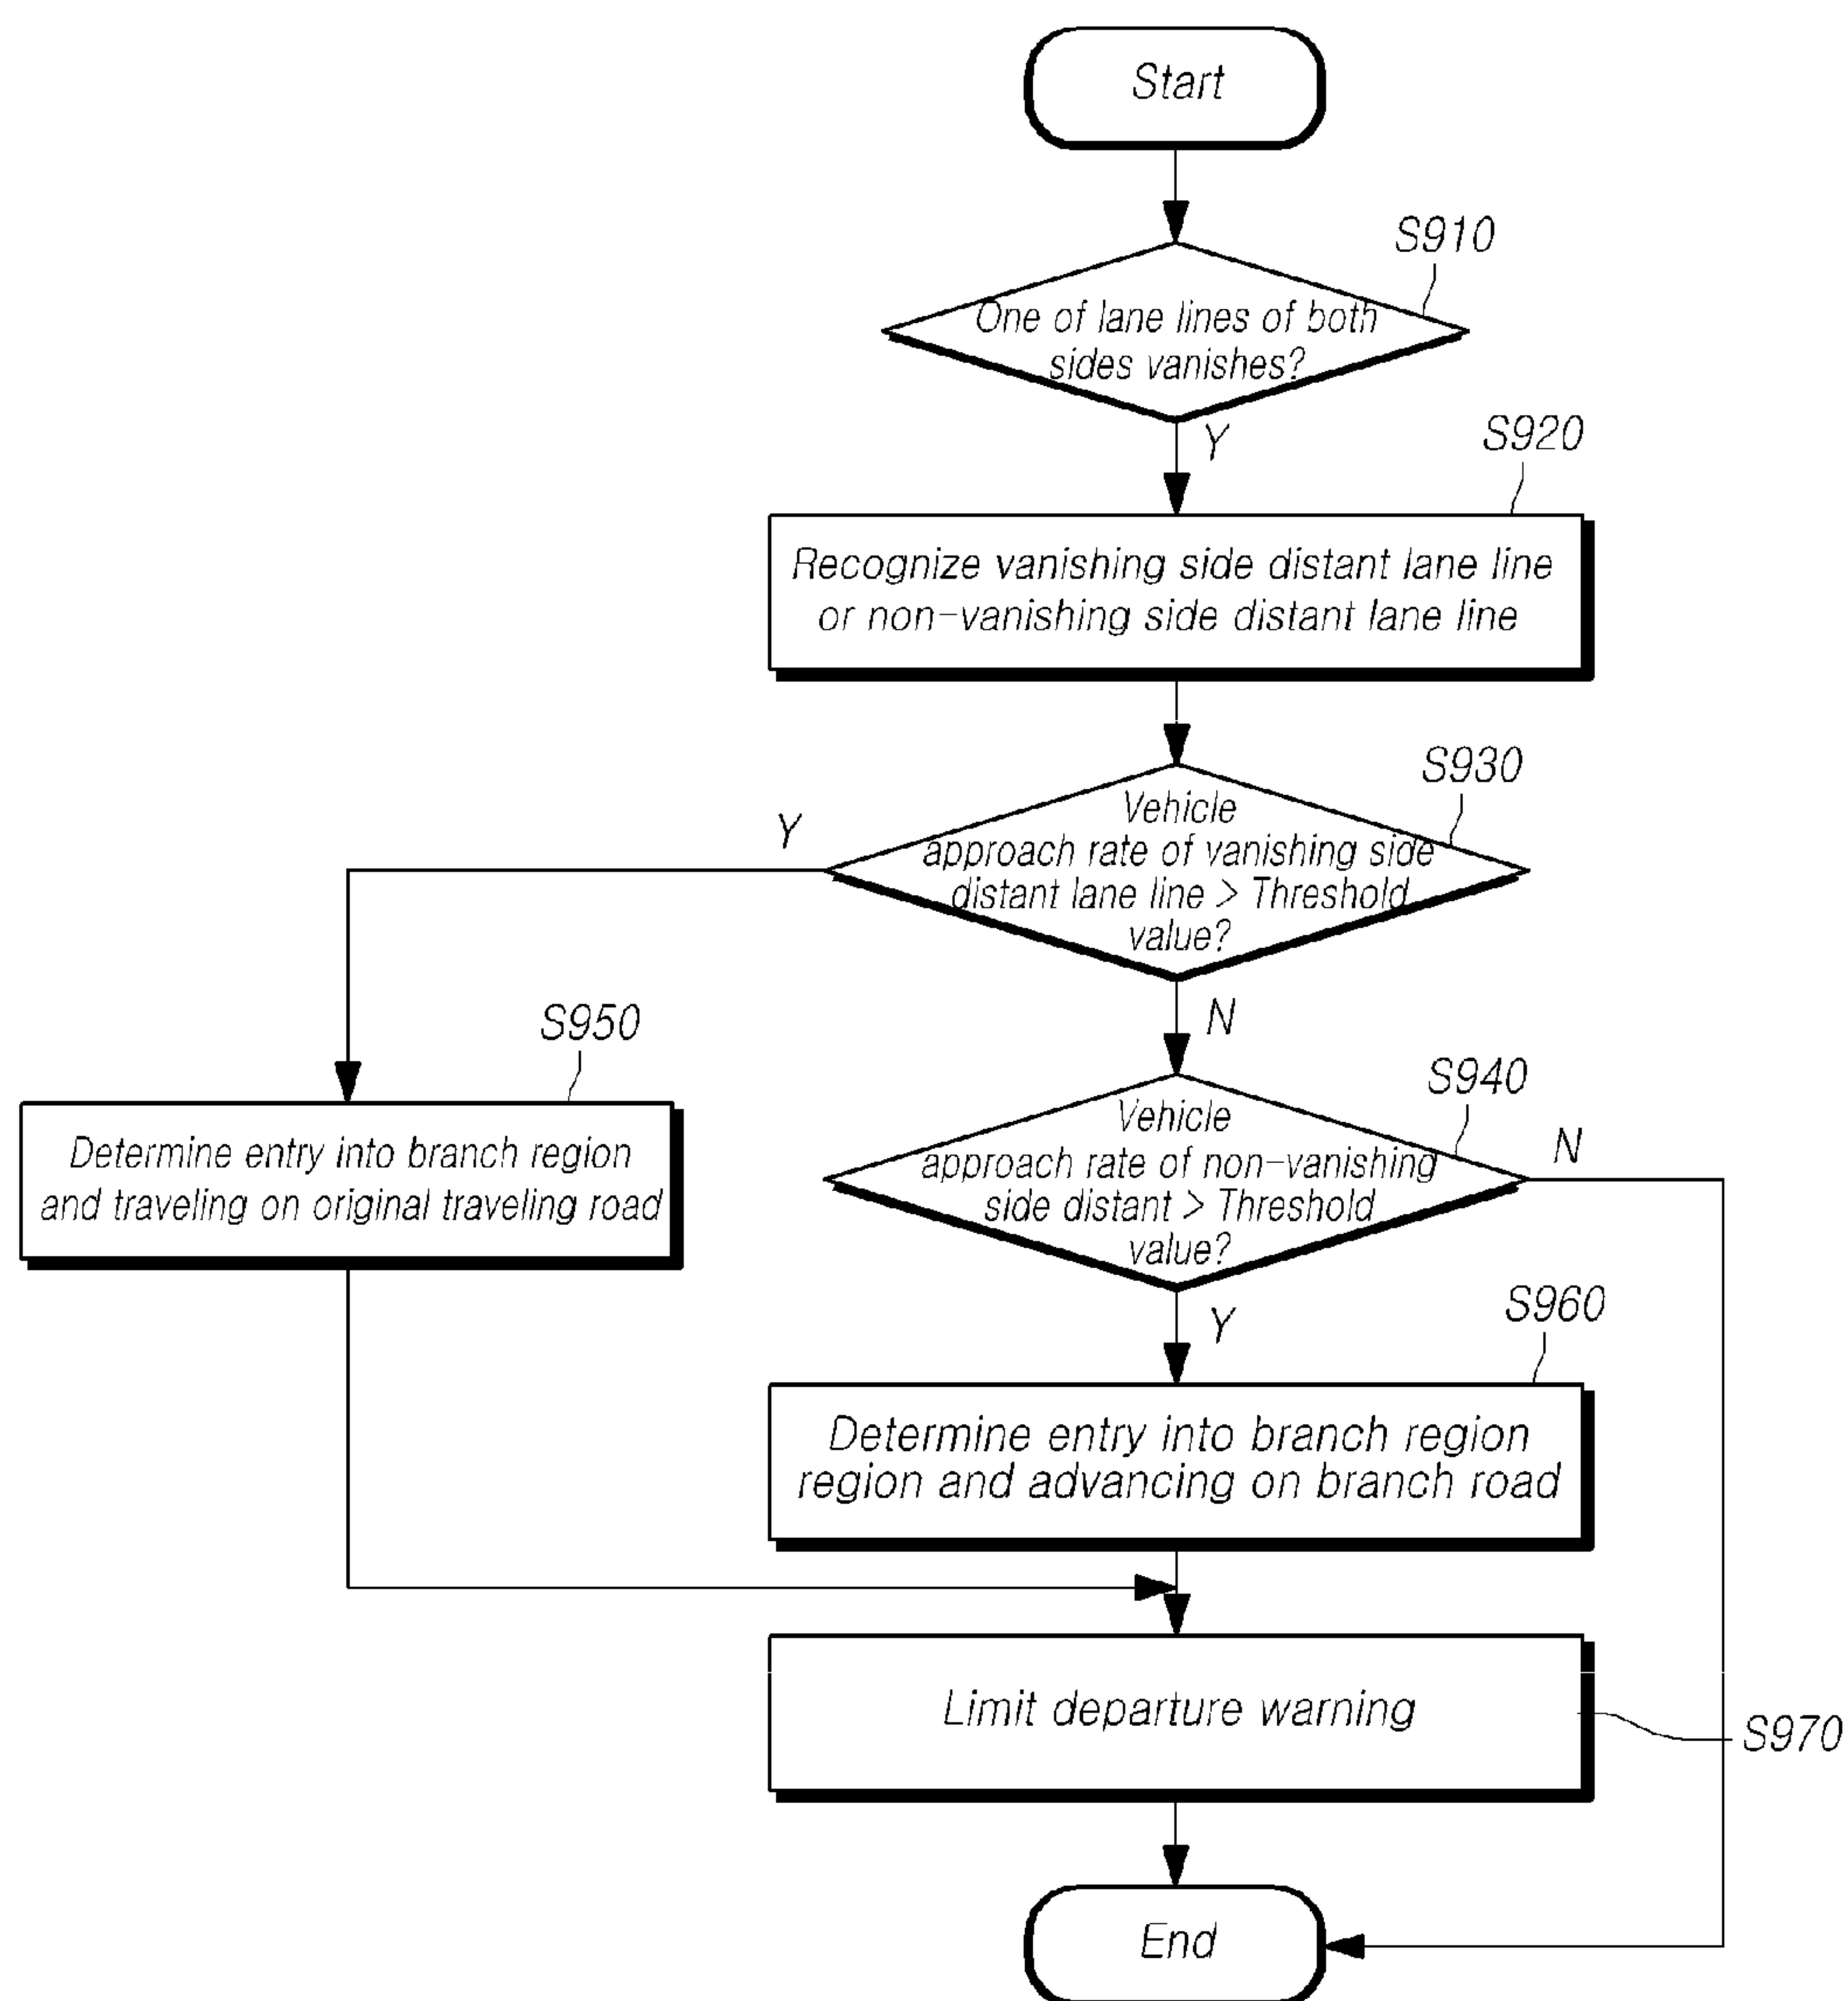 Start
S910
One of lane lines of both
sides vanishes?
Y
S920
Recognize vanishing side distant lane line
or non-vanishing side distant lane line
S930
Vehicle
approach rate of vanishing side
distant lane line > Threshold
value?
Y
N
S950
Determine entry into branch region
and traveling on original traveling road
S940
Vehicle
approach rate of non-vanishing
side distant > Threshold
value?
N
Y
S960
Determine entry into branch region
region and advancing on branch road
Limit departure warning
S970
End